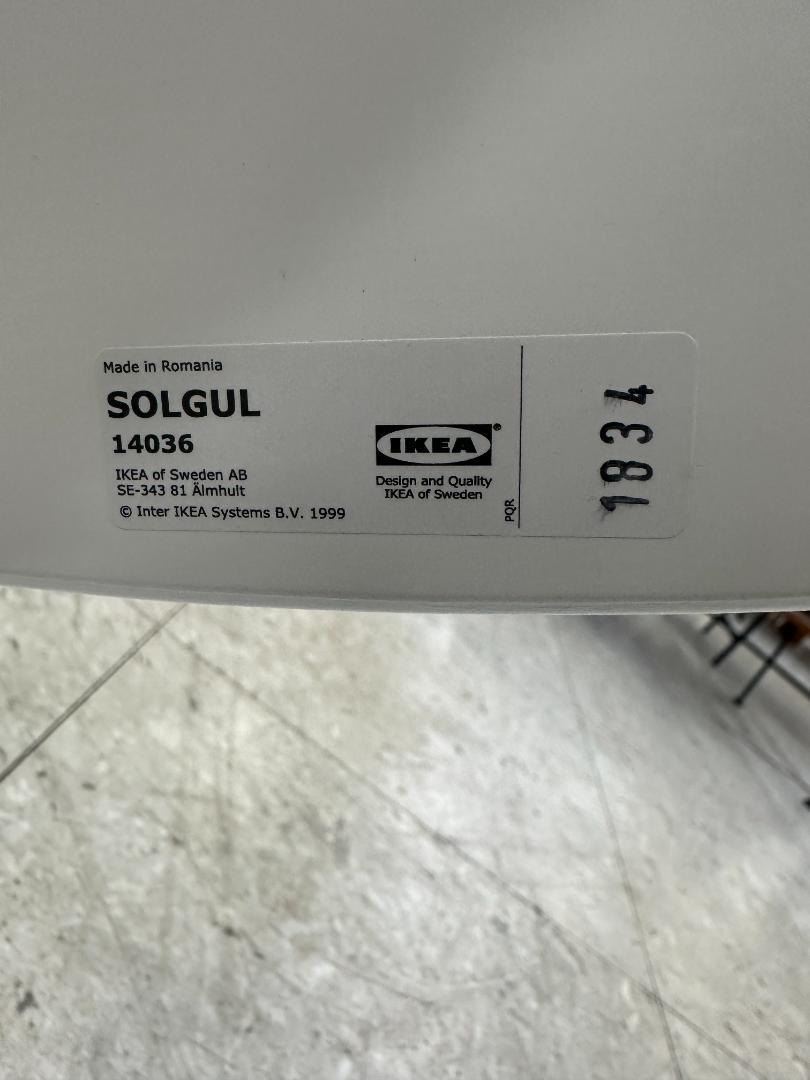 Made in Romania
SOLGUL
14036
IKEA of Sweden AB
SE-343 81 Älmhult
© Inter IKEA Systems B.V. 1999
IKEA®
Design and Quality
IKEA of Sweden
PQR
1834